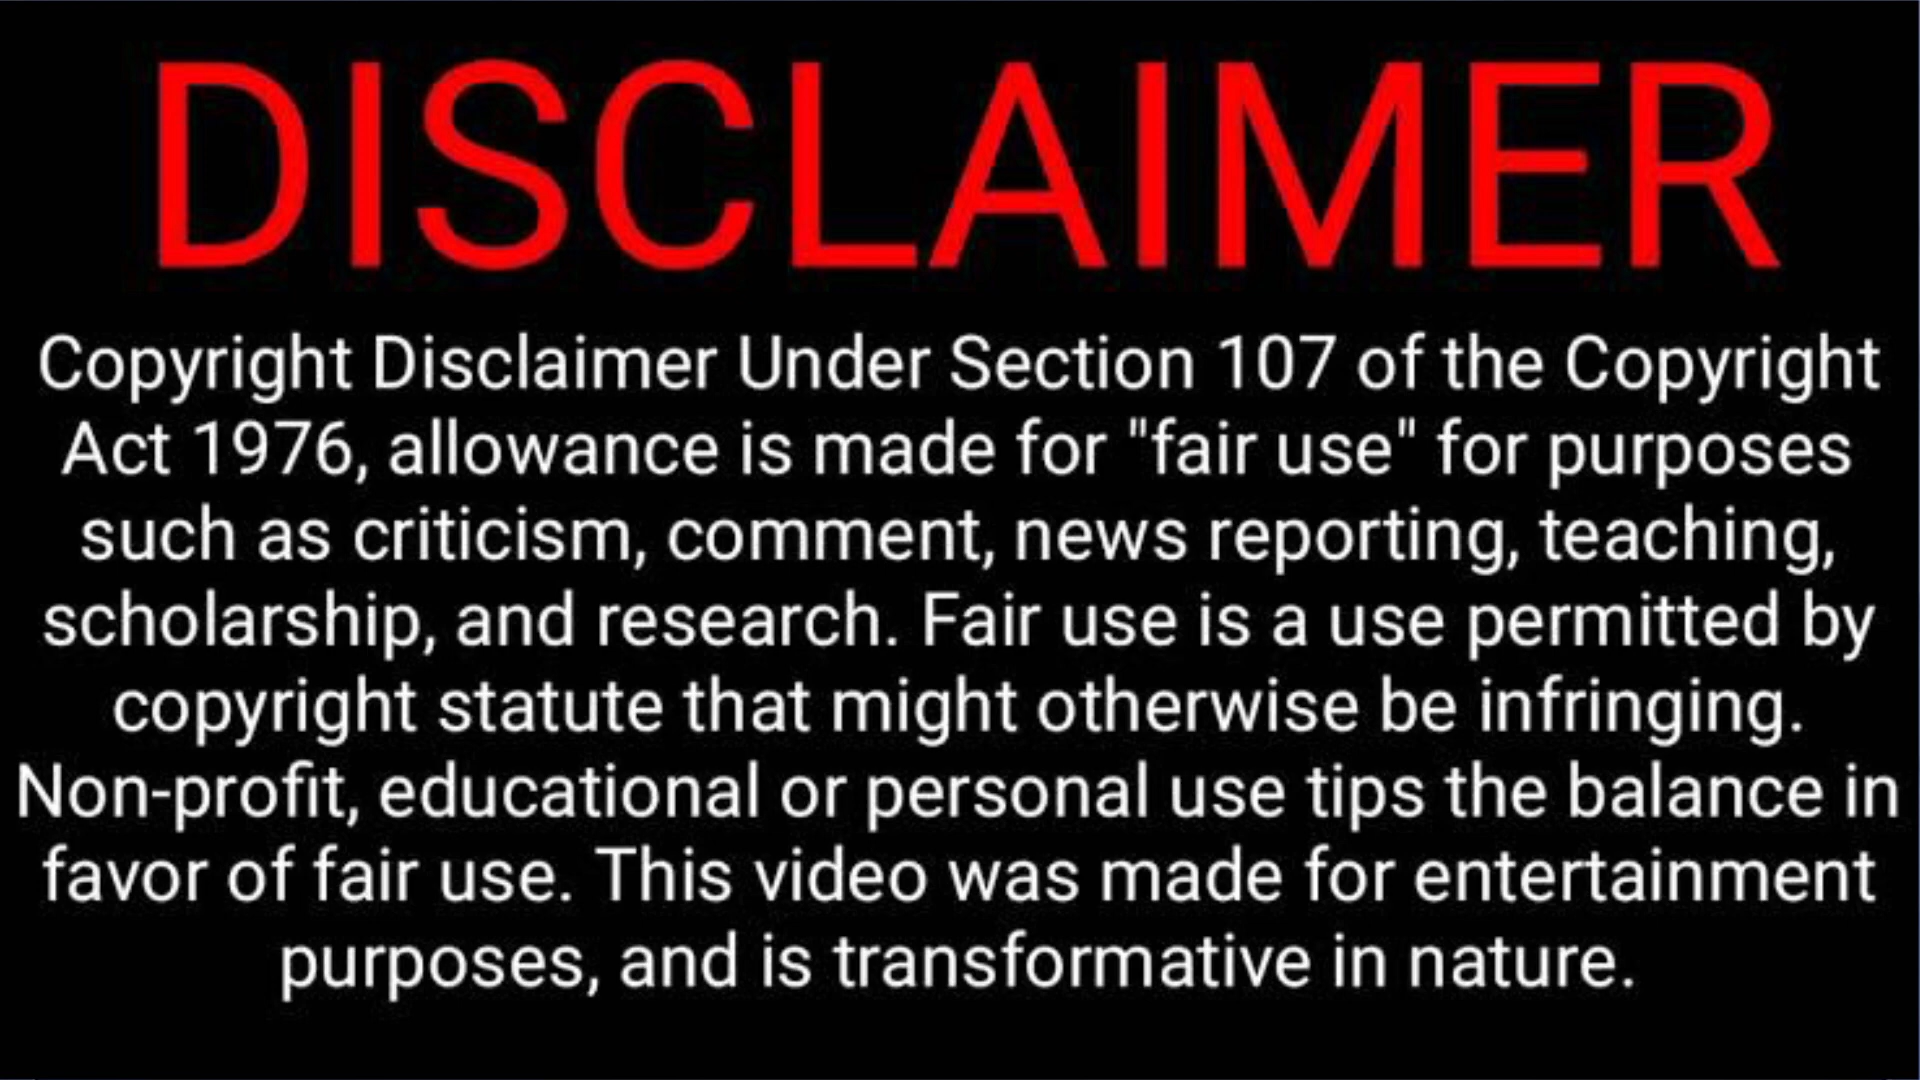 DISCLAIMER
Copyright Disclaimer Under Section 107 of the Copyright
Act 1976, allowance is made for "fair use" for purposes
such as criticism, comment, news reporting, teaching,
scholarship, and research. Fair use is a use permitted by
copyright statute that might otherwise be infringing.
Non-profit, educational or personal use tips the balance in
favor of fair use. This video was made for entertainment
purposes, and is transformative in nature.